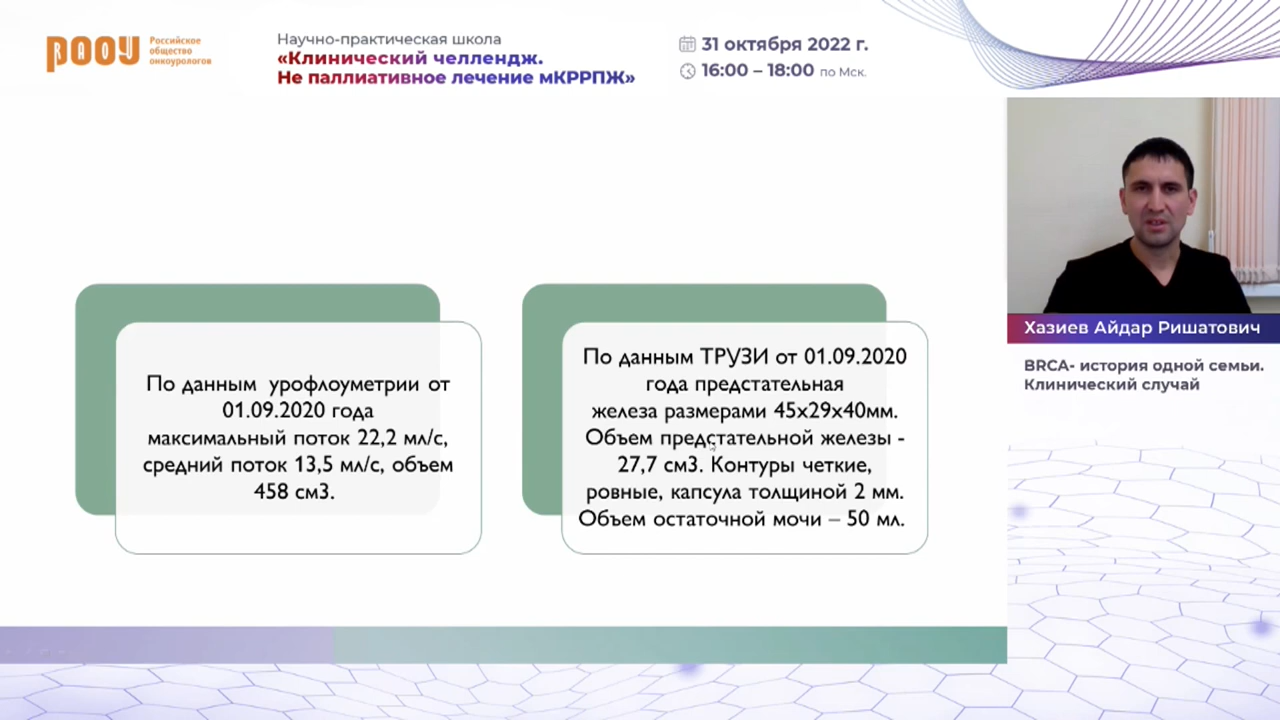 РАОУ
Российское
общество
онкоурологов
Научно-практическая школа
«Клинический челлендж.
Не паллиативное лечение мКРРПЖ»
31 октября 2022 г.
16:00 – 18:00 по Мск.
По данным урофлоуметрии от
01.09.2020 года
максимальный поток 22,2 мл/с,
средний поток 13,5 мл/с, объем
458 см3.
По данным ТРУЗИ от 01.09.2020
года предстательная
железа размерами 45х29х40мм.
Объем предстательной железы -
27,7 см3. Контуры четкие,
ровные, капсула толщиной 2 мм.
Объем остаточной мочи – 50 мл.
Хазиев Айдар Ришатович
BRCA- история одной семьи.
Клинический случай